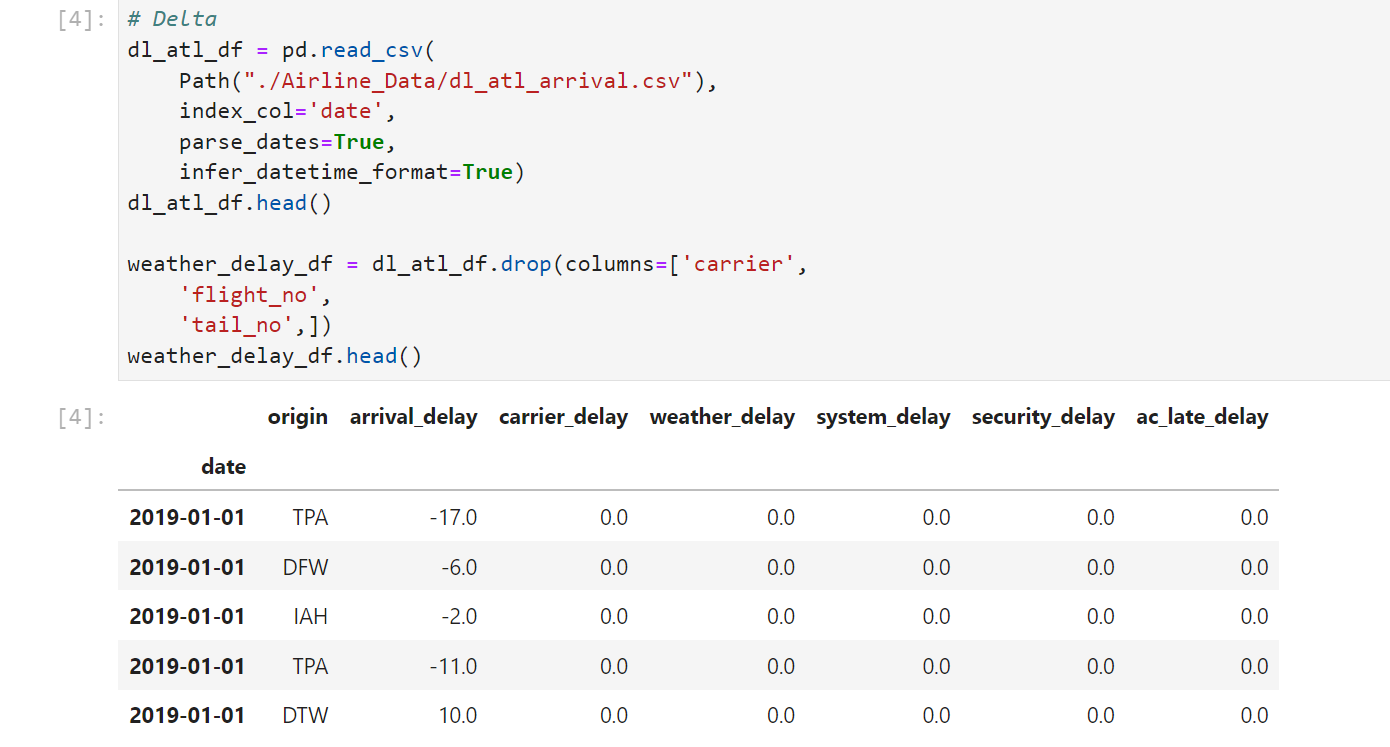 [4]: # Delta
dl_atl_df = pd.read_csv(
    Path("./Airline_Data/dl_atl_arrival.csv"),
    index_col='date',
    parse_dates=True,
    infer_datetime_format=True)
dl_atl_df.head()
weather_delay_df = dl_atl_df.drop(columns=['carrier',
    'flight_no',
    'tail_no',])
weather_delay_df.head()
[4]: origin arrival_delay carrier_delay weather_delay system_delay security_delay ac_late_delay
date
2019-01-01 TPA -17.0 0.0 0.0 0.0 0.0 0.0
2019-01-01 DFW -6.0 0.0 0.0 0.0 0.0 0.0
2019-01-01 IAH -2.0 0.0 0.0 0.0 0.0 0.0
2019-01-01 TPA -11.0 0.0 0.0 0.0 0.0 0.0
2019-01-01 DTW 10.0 0.0 0.0 0.0 0.0 0.0